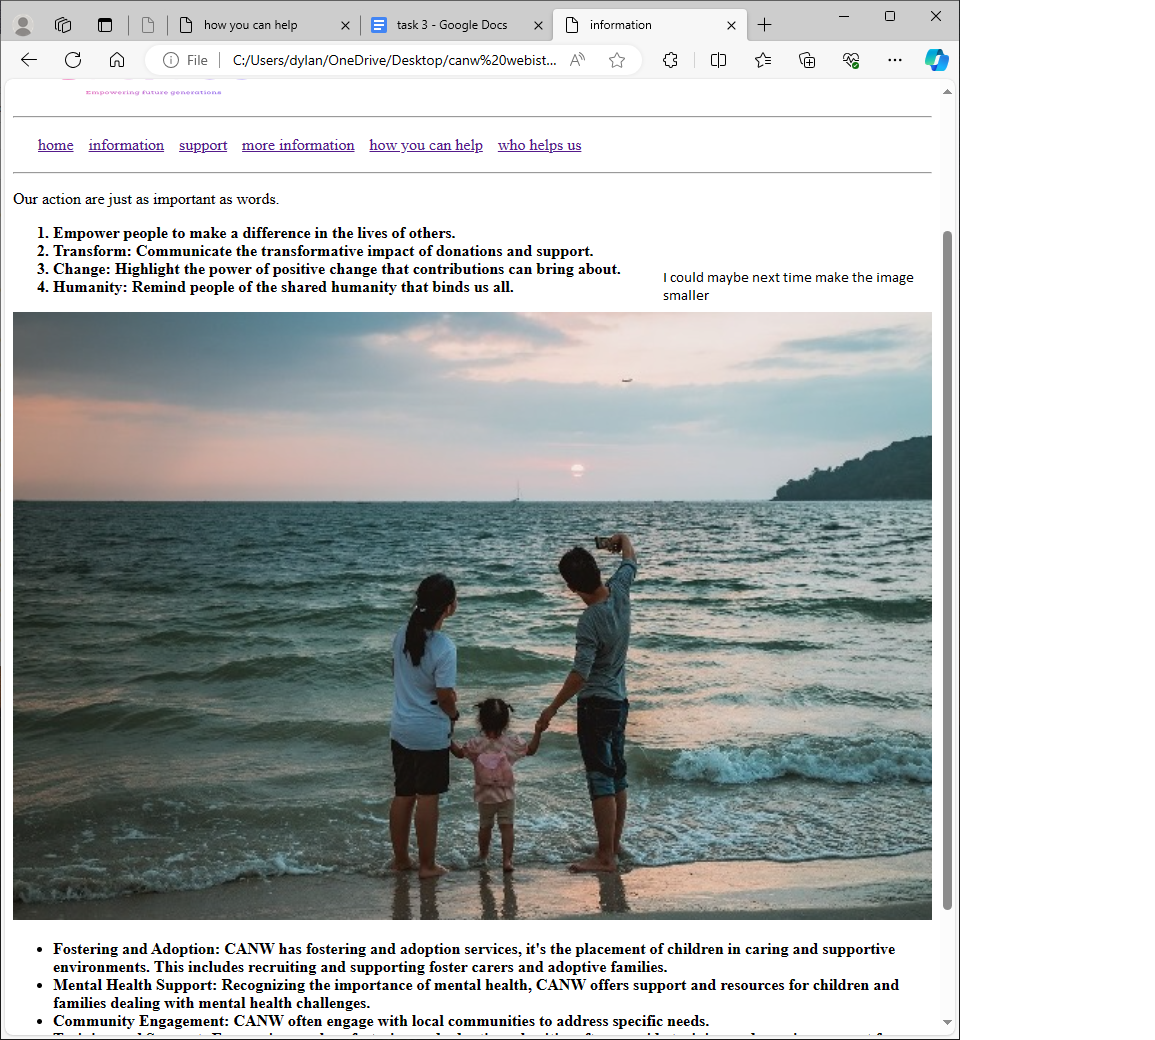 how you can help
task 3 - Google Docs
information
File
C:/Users/dylan/OneDrive/Desktop/canw%20webist...
Empowering future generations
home information support more information how you can help who helps us
Our action are just as important as words.
1. Empower people to make a difference in the lives of others.
2. Transform: Communicate the transformative impact of donations and support.
3. Change: Highlight the power of positive change that contributions can bring about.
4. Humanity: Remind people of the shared humanity that binds us all.
I could maybe next time make the image
smaller
• Fostering and Adoption: CANW has fostering and adoption services, it's the placement of children in caring and supportive
environments. This includes recruiting and supporting foster carers and adoptive families.
• Mental Health Support: Recognizing the importance of mental health, CANW offers support and resources for children and
families dealing with mental health challenges.
• Community Engagement: CANW often engage with local communities to address specific needs.